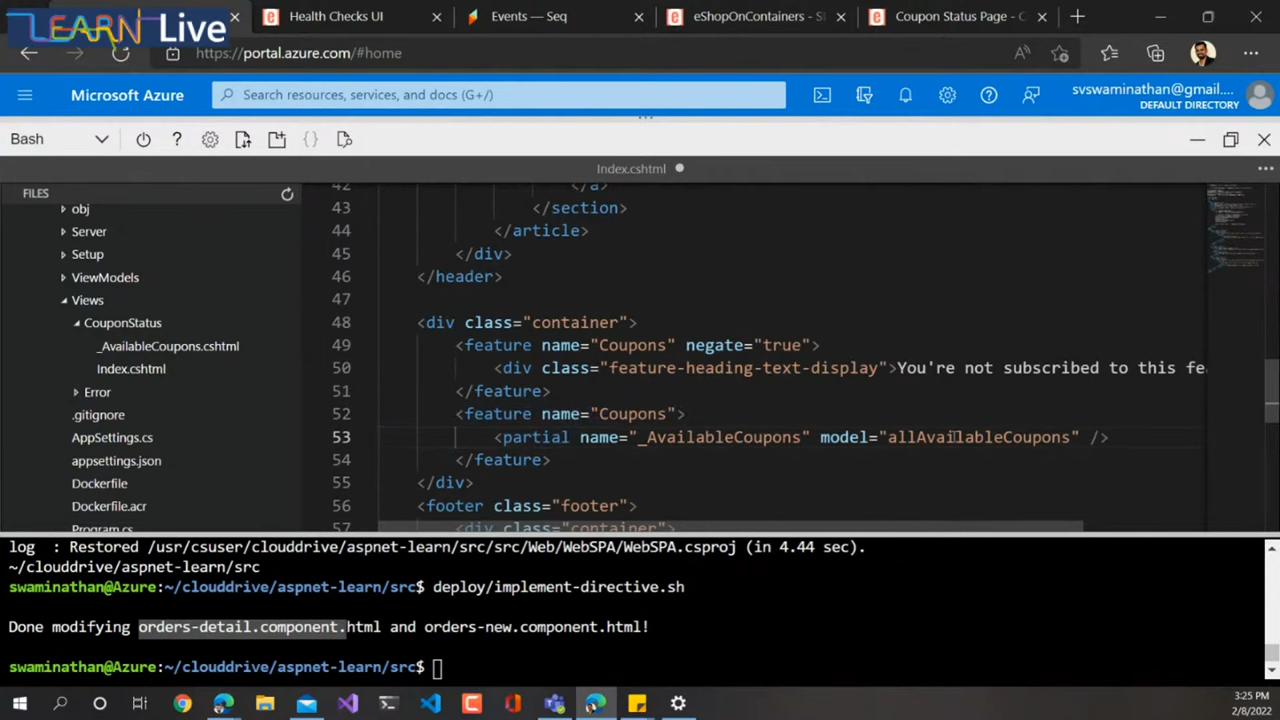 LEARN Live
Health Checks UI
Events — Seq
eShopOnContainers - S
Coupon Status Page - C
https://portal.azure.com/#home
Microsoft Azure
Search resources, services, and docs (G+/)
svswaminathan@gmail....
DEFAULT DIRECTORY
Bash
Index.cshtml
FILES
obj
Server
Setup
ViewModels
Views
CouponStatus
_AvailableCoupons.cshtml
Index.cshtml
Error
.gitignore
AppSettings.cs
appsettings.json
Dockerfile
Dockerfile.acr
Program.cs
42 </a>
43 </section>
44 </article>
45 </div>
46 </header>
47
48 <div class="container">
49 <feature name="Coupons" negate="true">
50 <div class="feature-heading-text-display">You're not subscribed to this fea
51 </feature>
52 <feature name="Coupons">
53 <partial name="_AvailableCoupons" model="allAvailableCoupons" />
54 </feature>
55 </div>
56 <footer class="footer">
57 <div class="container">
log : Restored /usr/csuser/clouddrive/aspnet-learn/src/src/Web/WebSPA/WebSPA.csproj (in 4.44 sec).
~/clouddrive/aspnet-learn/src
swaminathan@Azure:~/clouddrive/aspnet-learn/src$ deploy/implement-directive.sh
Done modifying orders-detail.component.html and orders-new.component.html!
swaminathan@Azure:~/clouddrive/aspnet-learn/src$
3:25 PM
2/8/2022